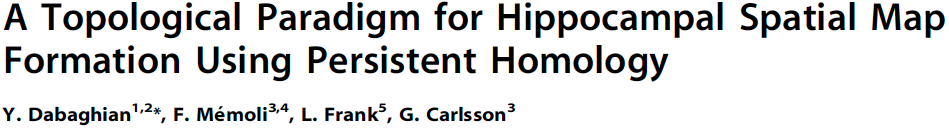 A Topological Paradigm for Hippocampal Spatial Map
Formation Using Persistent Homology
Y. Dabaghian1,2*, F. Mémoli3,4, L. Frank5, G. Carlsson3